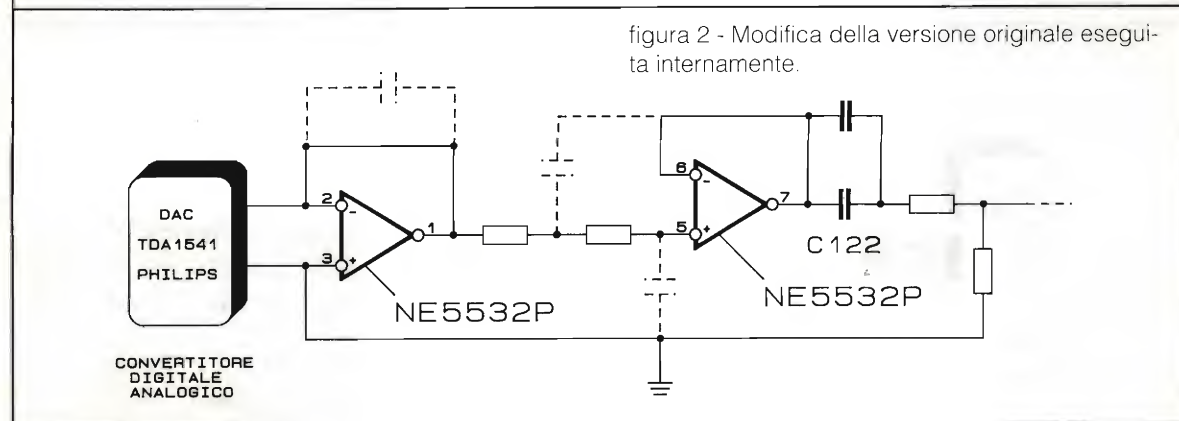 figura 2 - Modifica della versione originale esegui-
ta internamente.
DAC
TDA1541
PHILIPS
CONVERTITORE
DIGITALE
ANALOGICO
2
-
3
+
1
NE5532P
6
-
5
+
7
NE5532P
C122